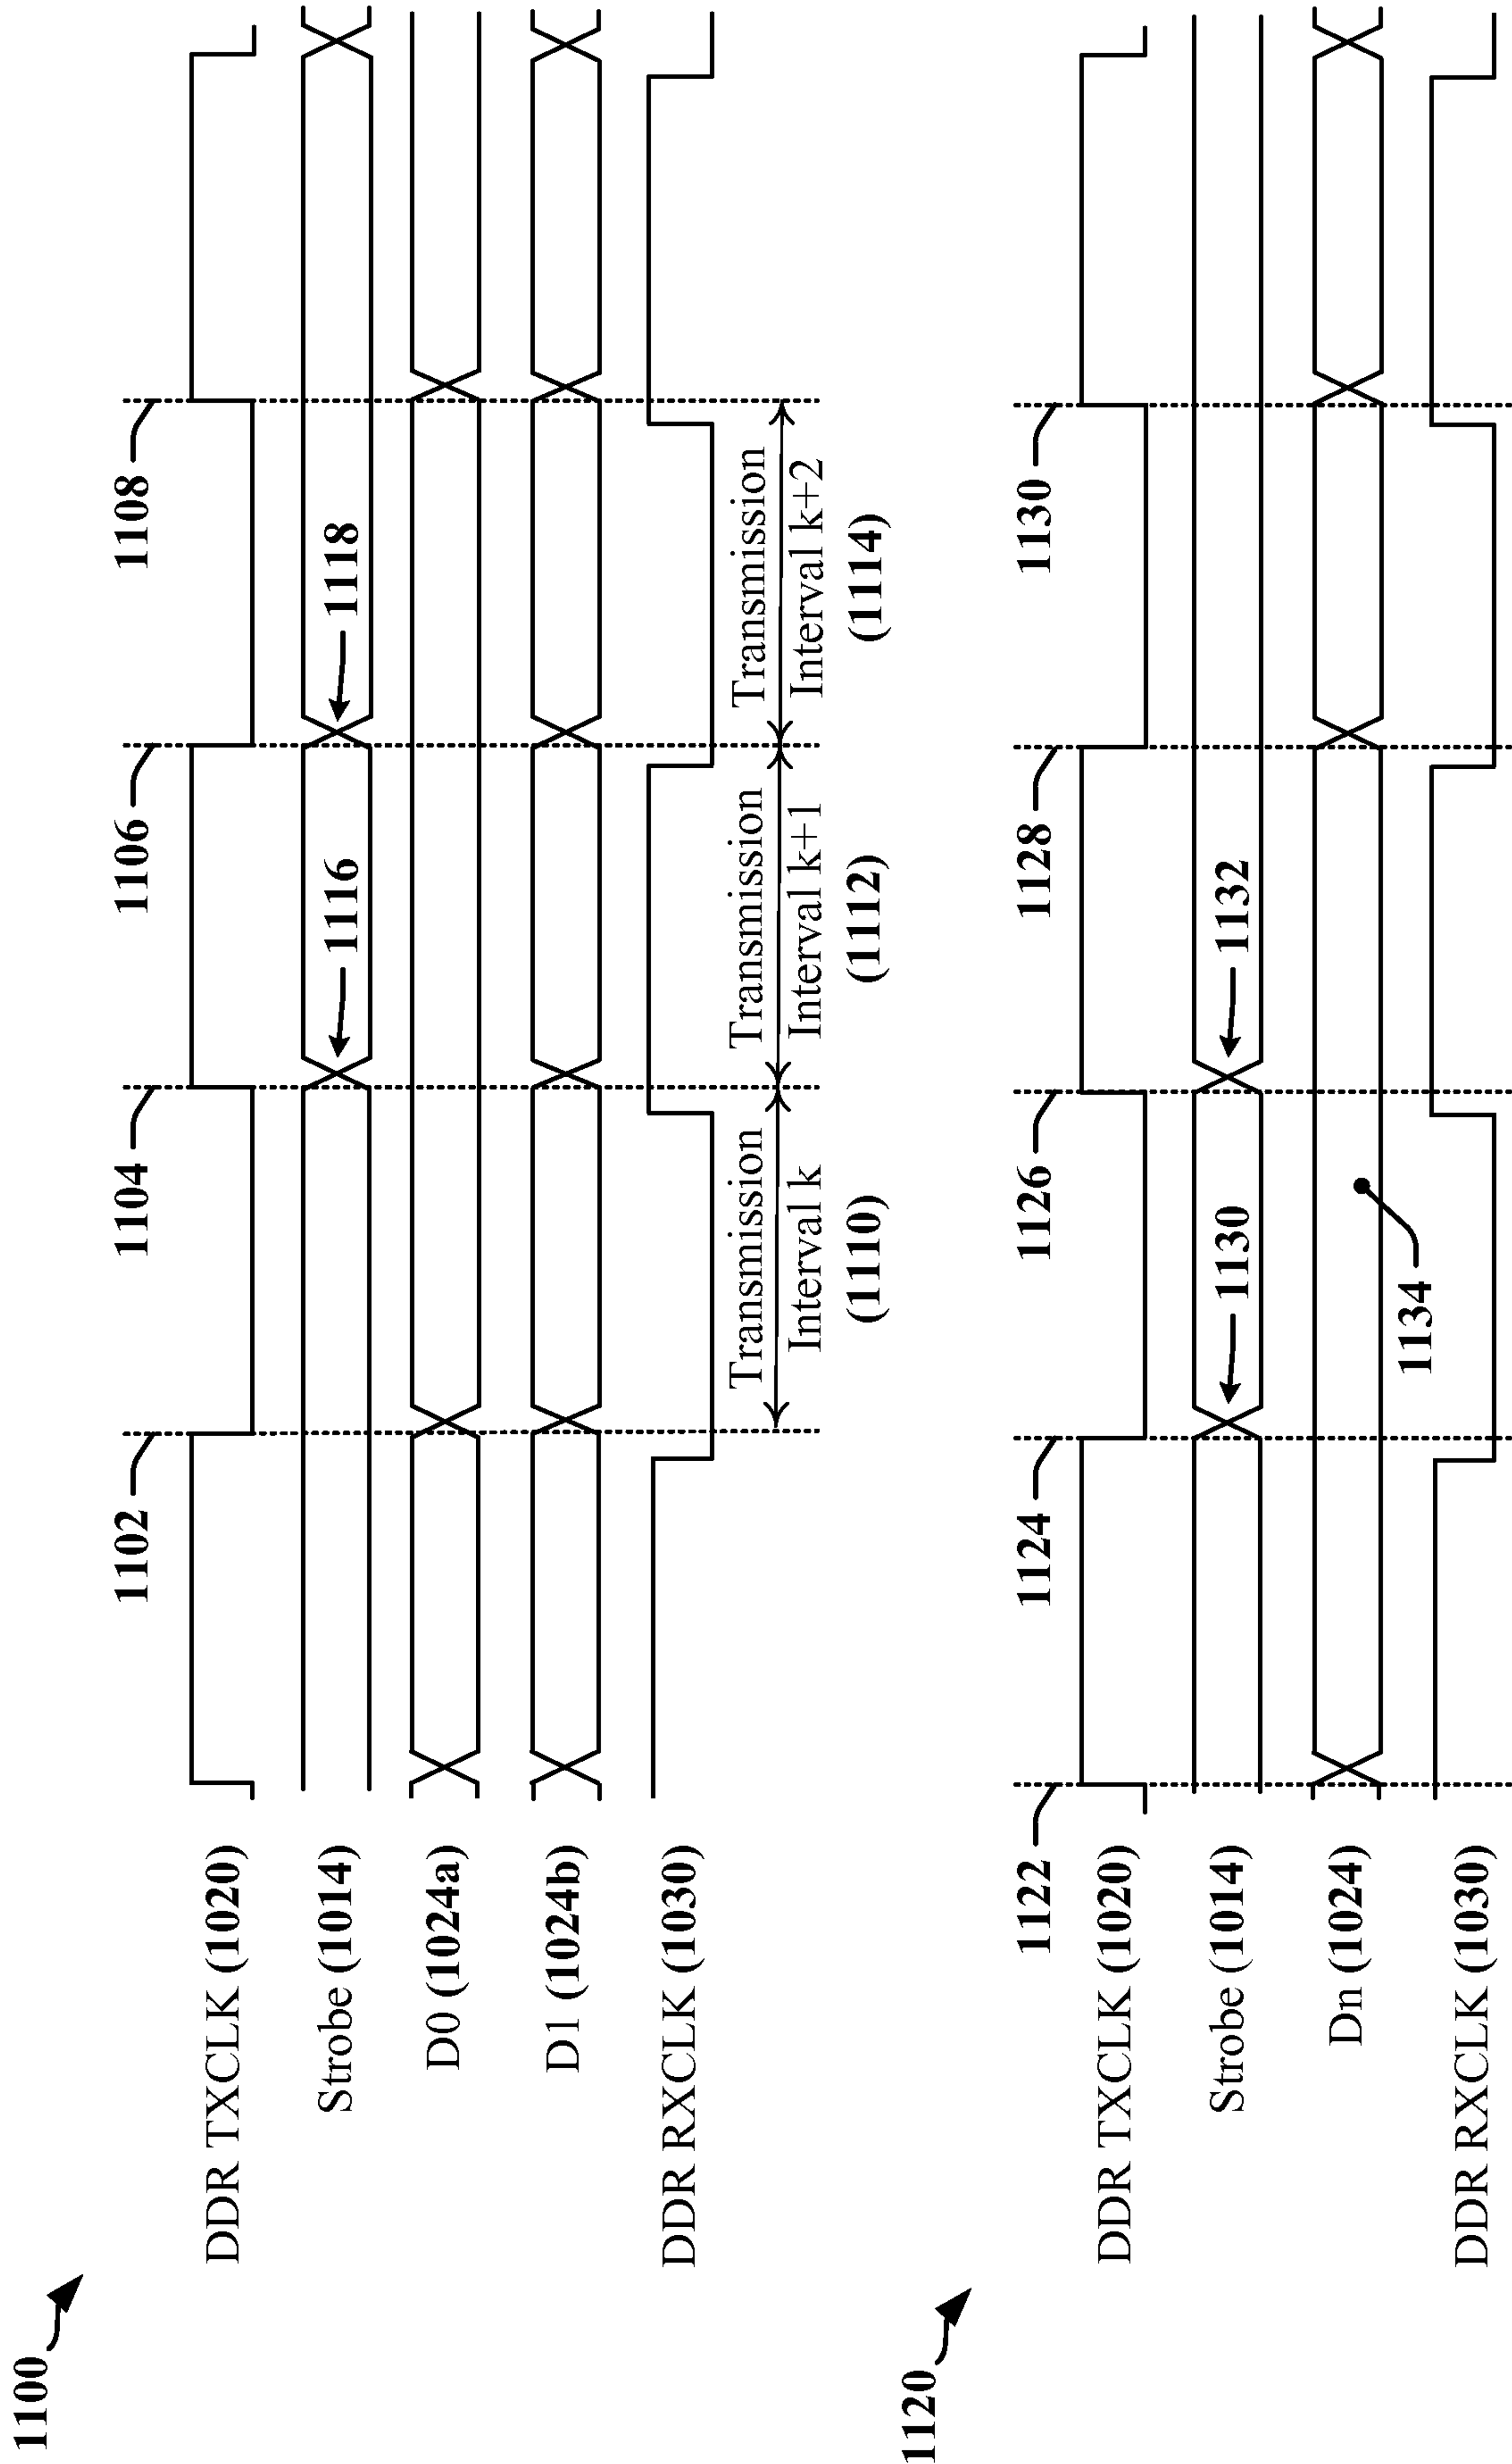 1100
1102
1104
1106
1108
DDR TXCLK (1020)
Strobe (1014)
1116
1118
D0 (1024a)
D1 (1024b)
DDR RXCLK (1030)
Transmission
Interval k
(1110)
Transmission
Interval k+1
(1112)
Transmission
Interval k+2
(1114)
1120
1122
1124
1126
1128
1130
DDR TXCLK (1020)
Strobe (1014)
1130
1132
Dn (1024)
1134
DDR RXCLK (1030)